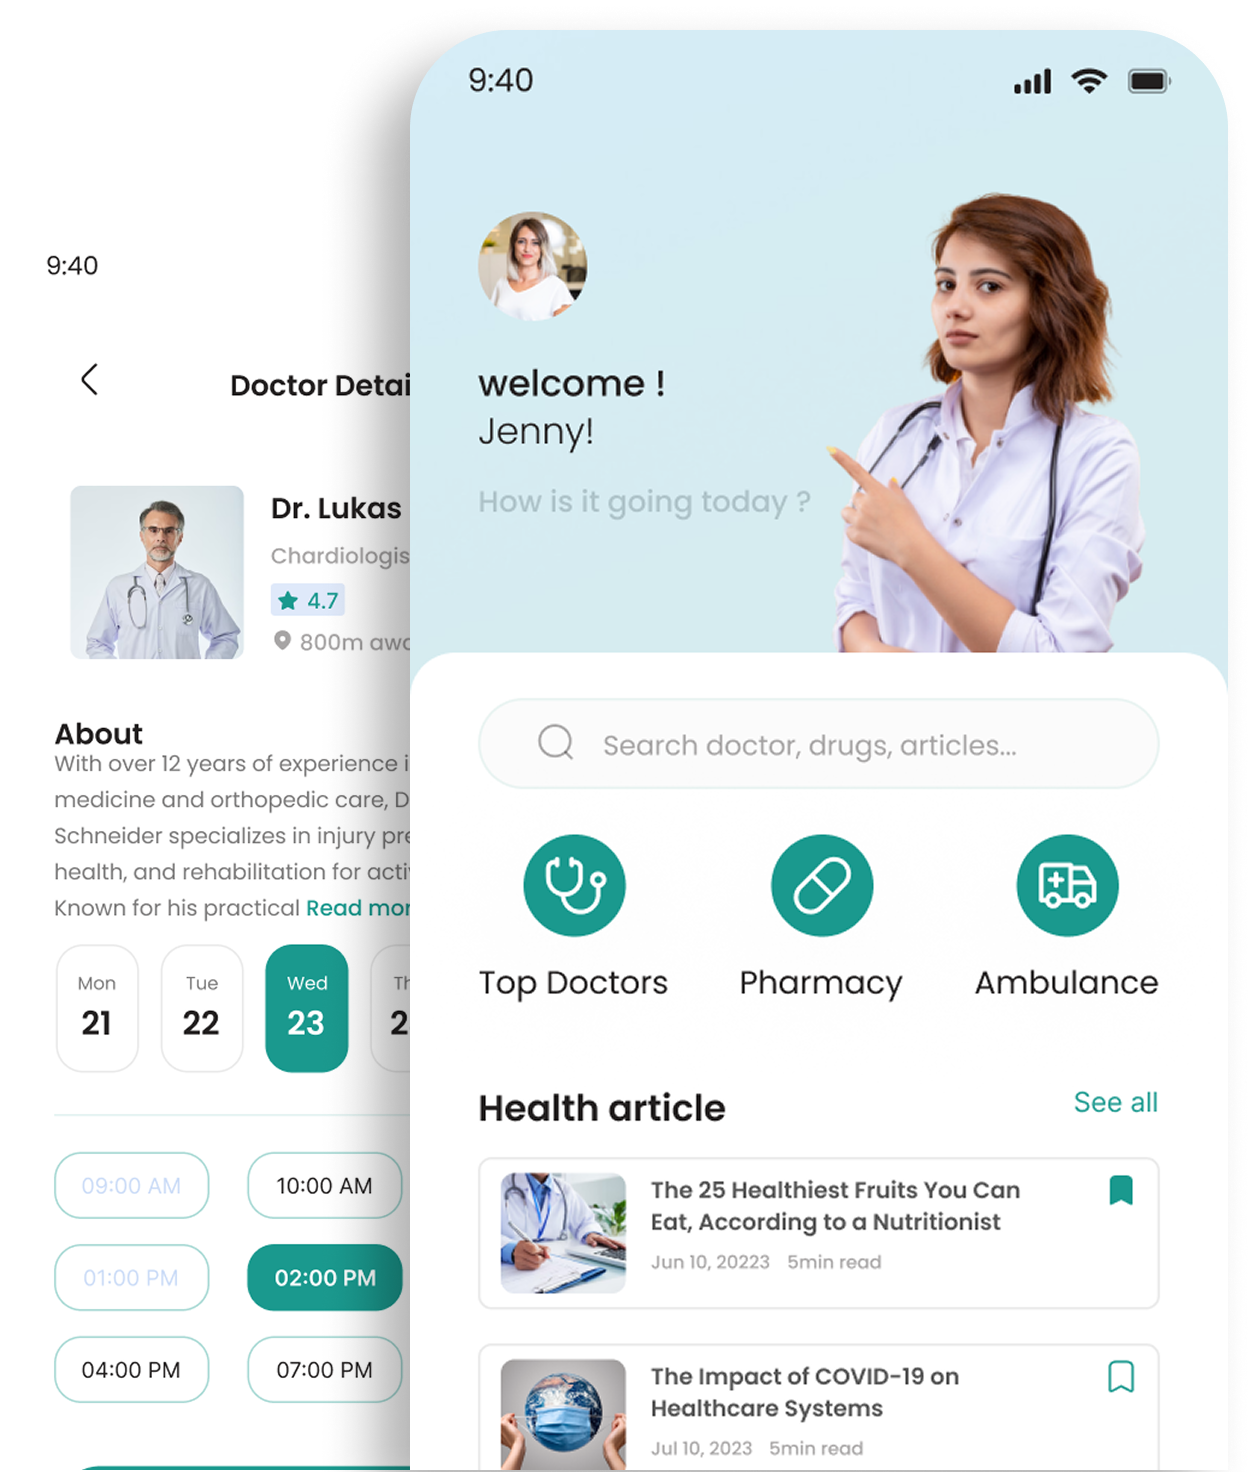 9:40
Doctor Detai
Dr. Lukas
Chardiologis
4.7
800m awa
About
With over 12 years of experience i
medicine and orthopedic care, D
Schneider specializes in injury pre
health, and rehabilitation for activ
Known for his practical Read mor
Mon
21
Tue
22
Wed
23
Th
2
09:00 AM
10:00 AM
01:00 PM
02:00 PM
04:00 PM
07:00 PM
9:40
welcome !
Jenny!
How is it going today ?
Search doctor, drugs, articles...
Top Doctors
Pharmacy
Ambulance
Health article
See all
The 25 Healthiest Fruits You Can
Eat, According to a Nutritionist
Jun 10, 20223 5min read
The Impact of COVID-19 on
Healthcare Systems
Jul 10, 2023 5min read